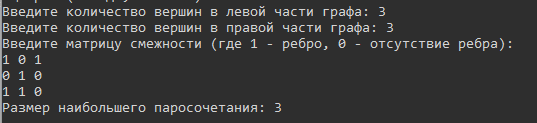 Введите количество вершин в левой части графа: 3
Введите количество вершин в правой части графа: 3
Введите матрицу смежности (где 1 - ребро, 0 - отсутствие ребра):
1 0 1
0 1 0
1 1 0
Размер наибольшего паросочетания: 3